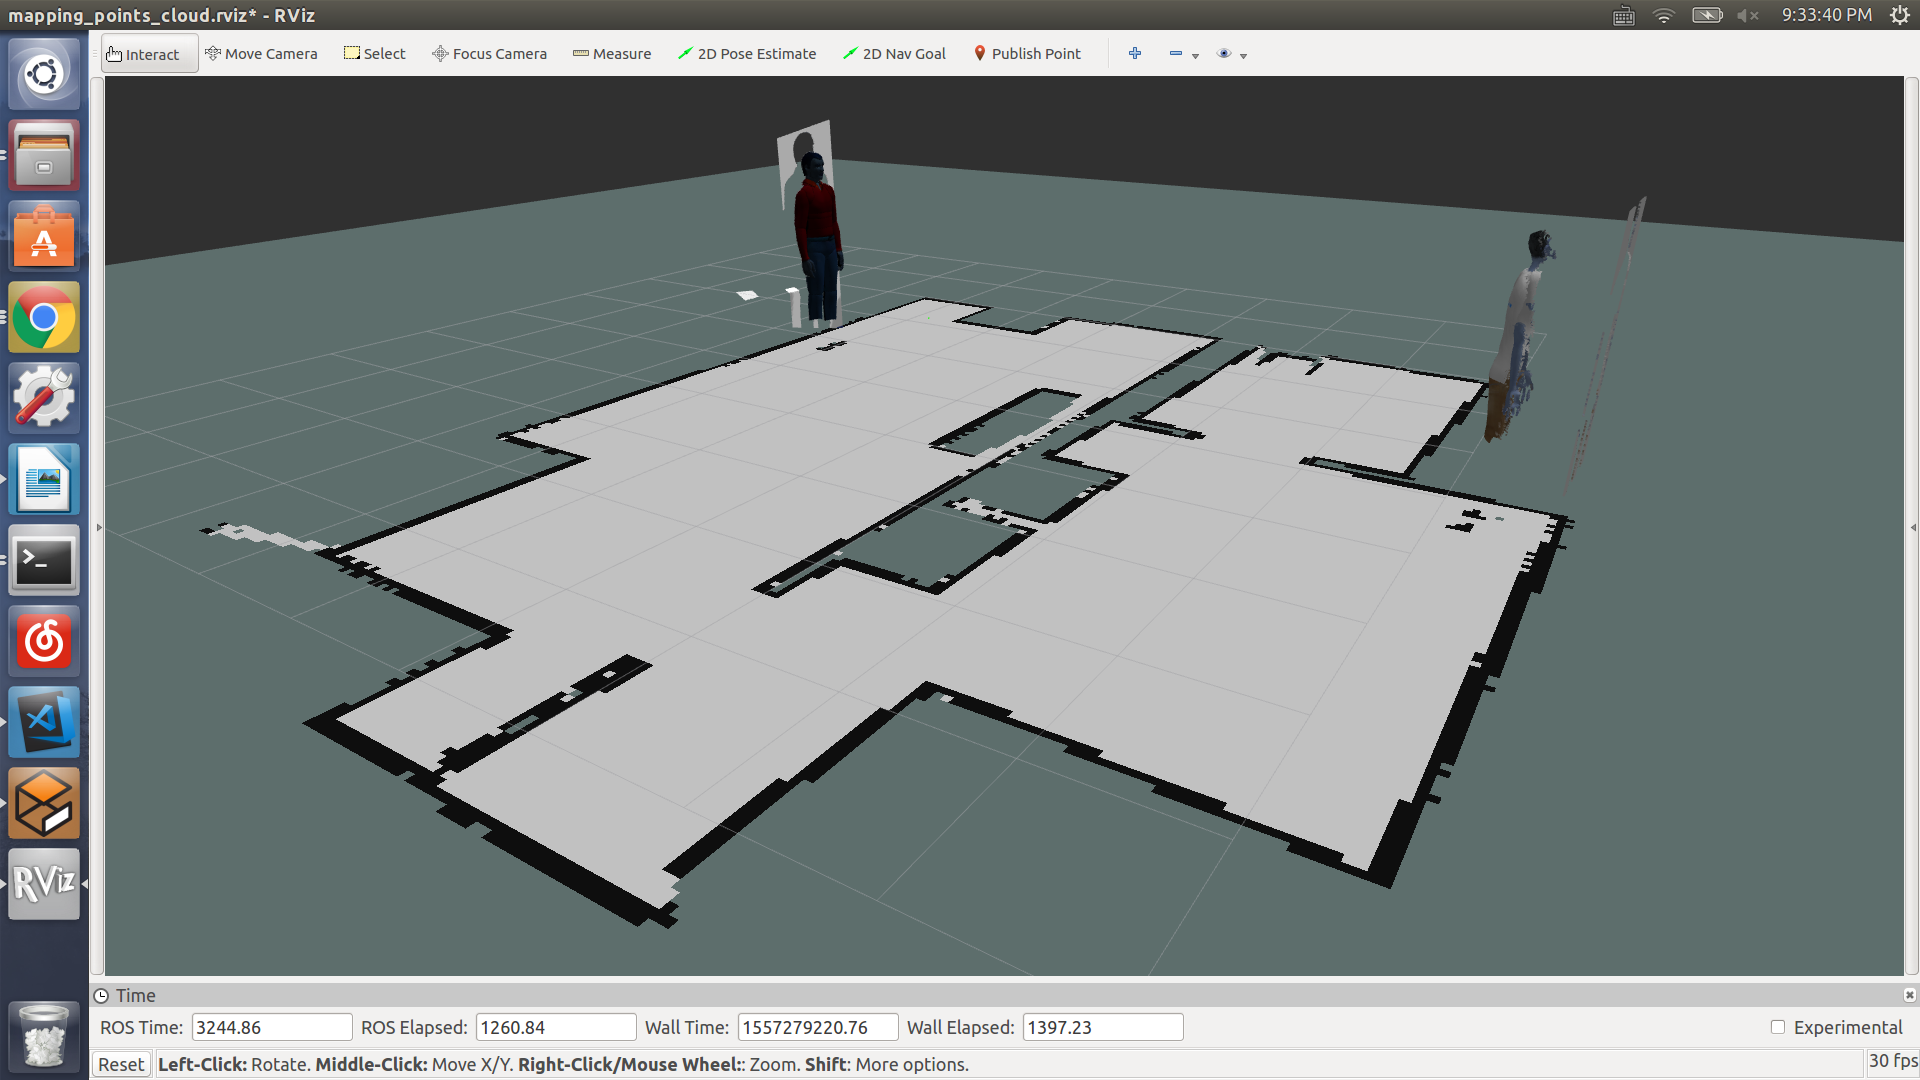 mapping_points_cloud.rviz* - RViz
9:33:40 PM
Interact Move Camera Select Focus Camera Measure 2D Pose Estimate 2D Nav Goal Publish Point
RViz
Time
ROS Time: 3244.86 ROS Elapsed: 1260.84 Wall Time: 1557279220.76 Wall Elapsed: 1397.23 Experimental
Reset Left-Click: Rotate. Middle-Click: Move X/Y. Right-Click/Mouse Wheel:: Zoom. Shift: More options. 30 fps